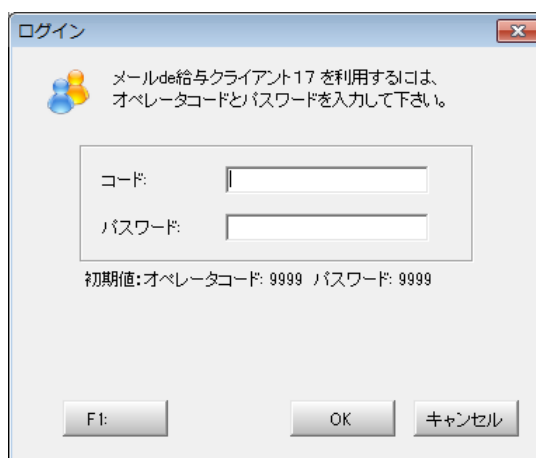 ログイン
メールde給与クライアント17 を利用するには、
オペレータコードとパスワードを入力して下さい。
コード:
パスワード:
初期値:オペレータコード: 9999 パスワード: 9999
F1:
OK
キャンセル